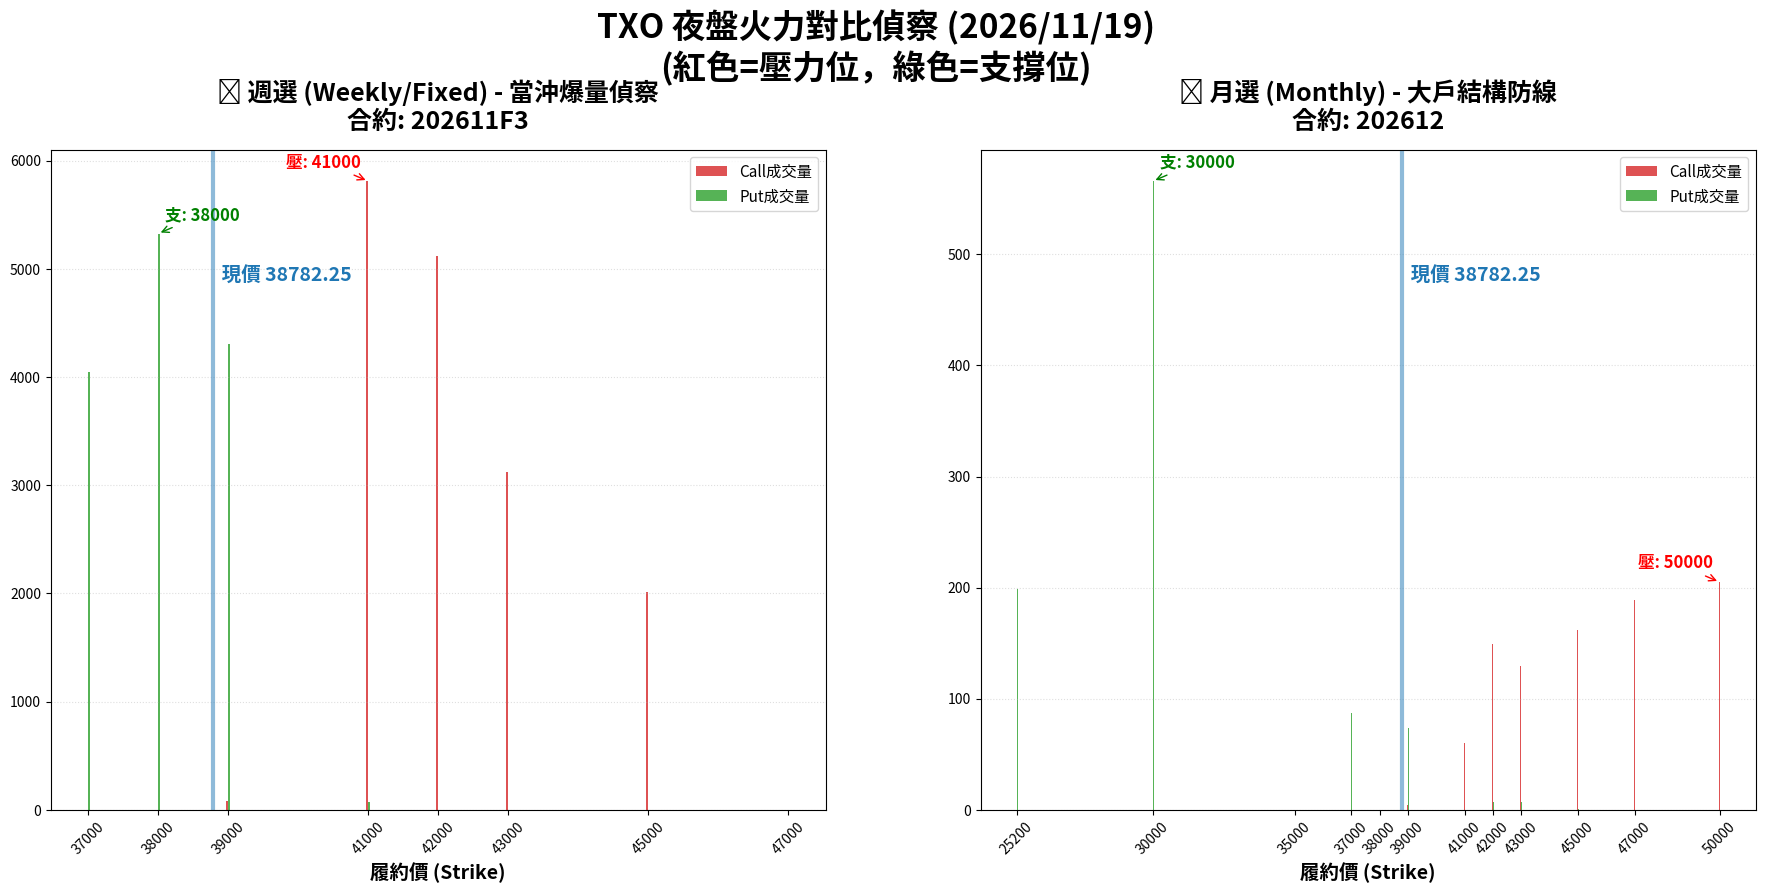 TXO 夜盤火力對比偵察 (2026/11/19)
(紅色=壓力位，綠色=支撐位)
週選 (Weekly/Fixed) - 當沖爆量偵察
合約: 202611F3
6000
5000
4000
3000
2000
1000
0
壓: 41000
支: 38000
現價 38782.25
Call成交量
Put成交量
37000
38000
39000
41000
42000
43000
45000
47000
履約價 (Strike)
月選 (Monthly) - 大戶結構防線
合約: 202612
500
400
300
200
100
0
支: 30000
現價 38782.25
壓: 50000
Call成交量
Put成交量
25200
30000
35000
37000
38000
39000
41000
42000
43000
45000
47000
50000
履約價 (Strike)